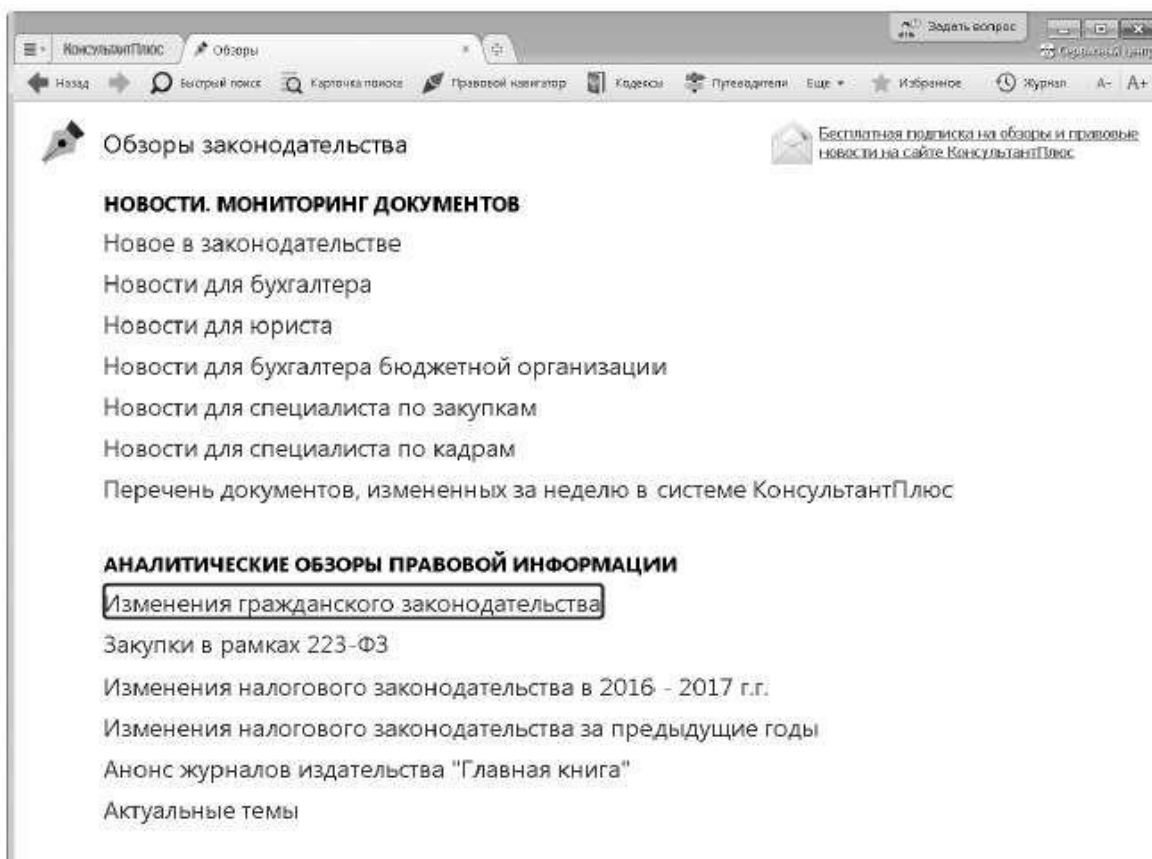 Задать вопрос
КонсультантПлюс
Обзоры
Сервисный центр
Назад
Быстрый поиск
Карточка поиска
Правовой навигатор
Кодексы
Путеводители
Еще
Избранное
Журнал
A-
A+
Обзоры законодательства
Бесплатная подписка на обзоры и правовые
новости на сайте КонсультантПлюс
НОВОСТИ. МОНИТОРИНГ ДОКУМЕНТОВ
Новое в законодательстве
Новости для бухгалтера
Новости для юриста
Новости для бухгалтера бюджетной организации
Новости для специалиста по закупкам
Новости для специалиста по кадрам
Перечень документов, измененных за неделю в системе КонсультантПлюс
АНАЛИТИЧЕСКИЕ ОБЗОРЫ ПРАВОВОЙ ИНФОРМАЦИИ
Изменения гражданского законодательства
Закупки в рамках 223-ФЗ
Изменения налогового законодательства в 2016 - 2017 г.г.
Изменения налогового законодательства за предыдущие годы
Анонс журналов издательства "Главная книга"
Актуальные темы